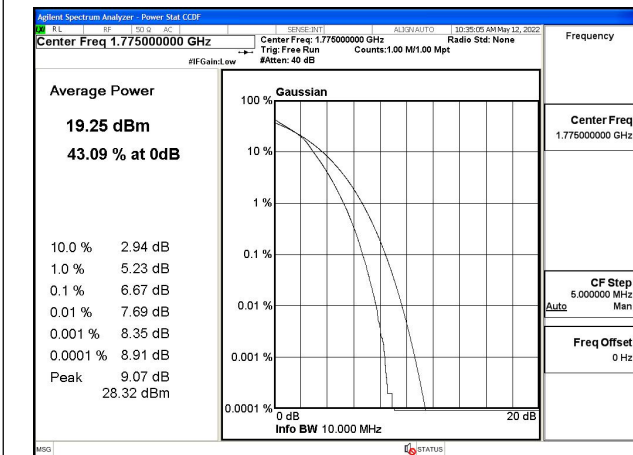 Agilent Spectrum Analyzer - Power Stat CCDF
RL RF 50 Ω AC SENSE:INT ALIGN AUTO 10:35:05 AM May 12, 2022
Center Freq 1.775000000 GHz
Center Freq: 1.775000000 GHz Radio Std: None
Trig: Free Run Counts:1.00 M/1.00 Mpt
#IFGain:Low #Atten: 40 dB
Frequency
Average Power
19.25 dBm
43.09 % at 0dB
10.0 % 2.94 dB
1.0 % 5.23 dB
0.1 % 6.67 dB
0.01 % 7.69 dB
0.001 % 8.35 dB
0.0001 % 8.91 dB
Peak 9.07 dB
28.32 dBm
Gaussian
100 %
10 %
1 %
0.1 %
0.01 %
0.001 %
0.0001 %
0 dB 20 dB
Info BW 10.000 MHz
Center Freq
1.775000000 GHz
CF Step
5.000000 MHz
Auto Man
Freq Offset
0 Hz
MSG STATUS